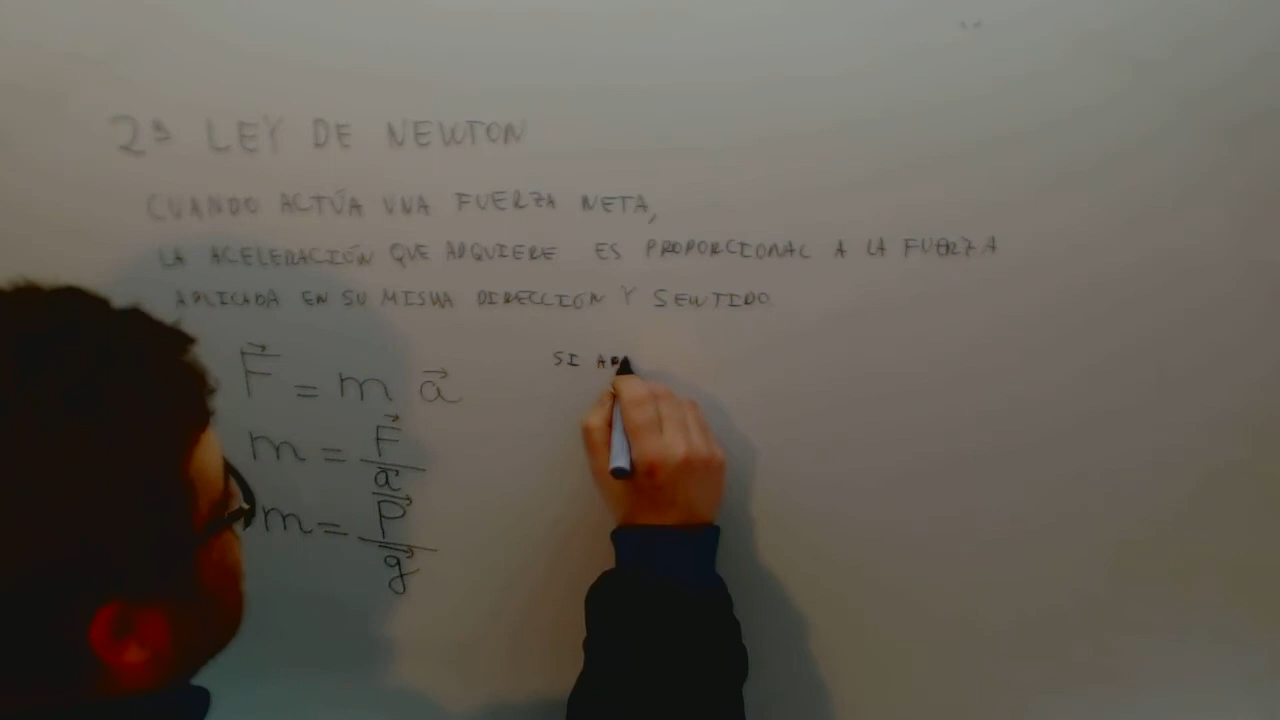 2ª LEY DE NEWTON
CUANDO ACTÚA UNA FUERZA NETA,
LA ACELERACIÓN QUE ADQUIERE ES PROPORCIONAL A LA FUERZA
APLICADA EN SU MISMA DIRECCIÓN Y SENTIDO
F⃗ = m a⃗
m = F⃗/a⃗
m = P⃗/g⃗
SI